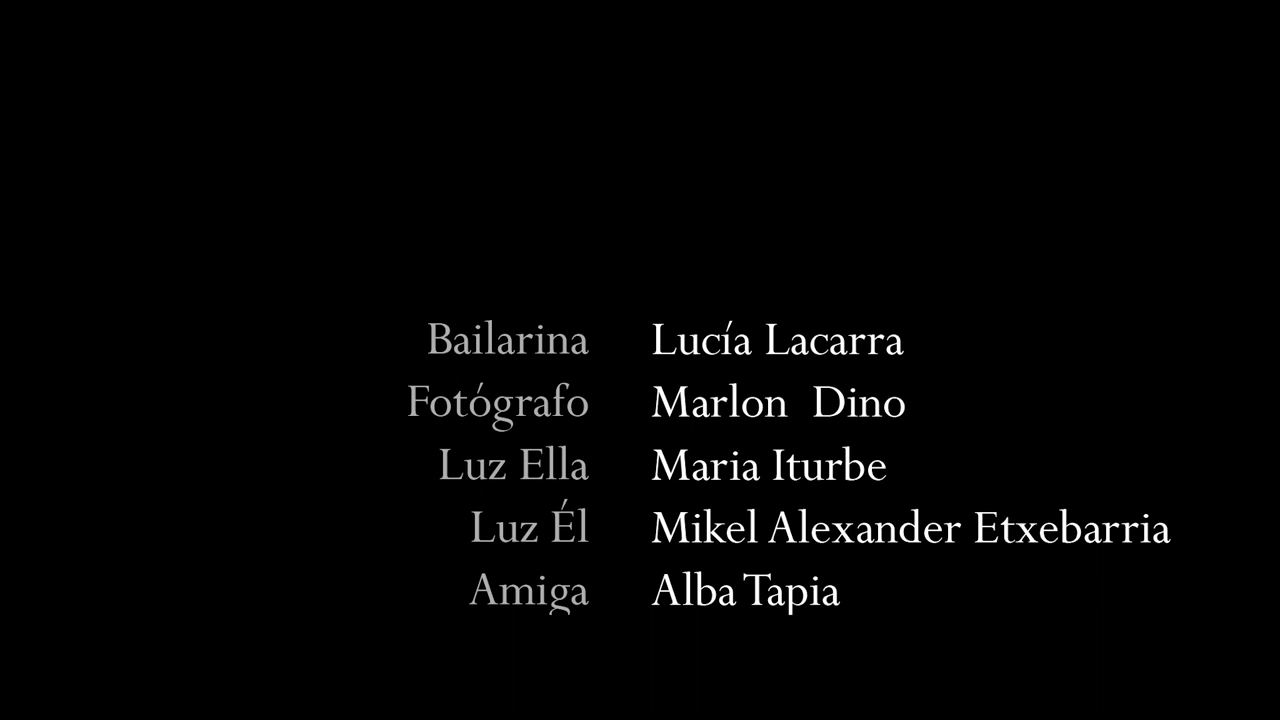 Bailarina Lucía Lacarra
Fotógrafo Marlon Dino
Luz Ella Maria Iturbe
Luz Él Mikel Alexander Etxebarria
Amiga Alba Tapia